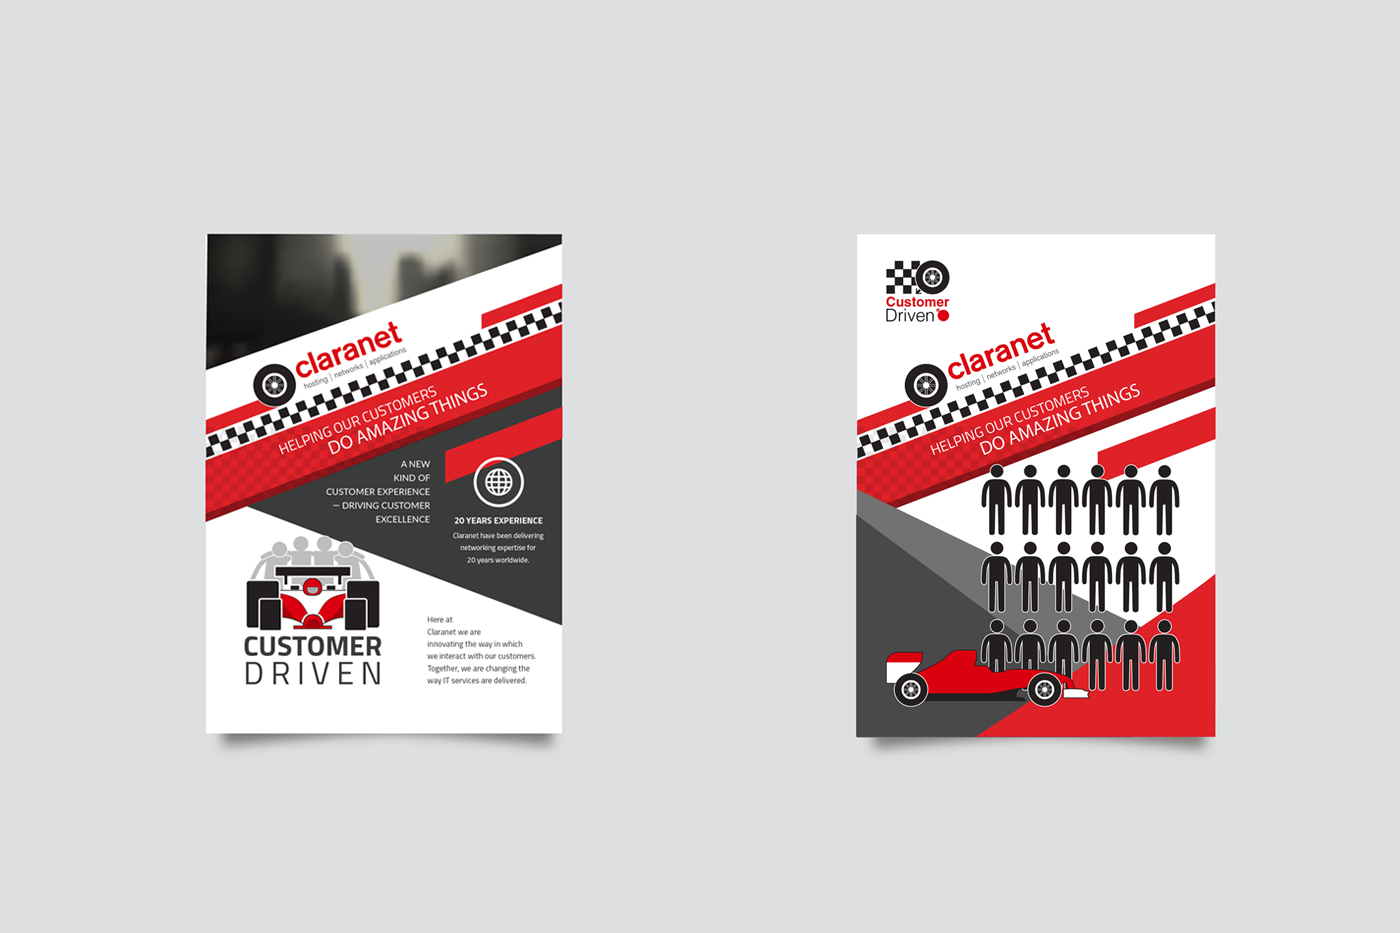 claranet
hosting | networks | applications
HELPING OUR CUSTOMERS
DO AMAZING THINGS
A NEW
KIND OF
CUSTOMER EXPERIENCE
– DRIVING CUSTOMER
EXCELLENCE
20 YEARS EXPERIENCE
Claranet have been delivering
networking expertise for
20 years worldwide.
CUSTOMER
DRIVEN
Here at
Claranet we are
innovating the way in which
we interact with our customers.
Together, we are changing the
way IT services are delivered.
Customer
Driven
claranet
hosting | networks | applications
HELPING OUR CUSTOMERS
DO AMAZING THINGS